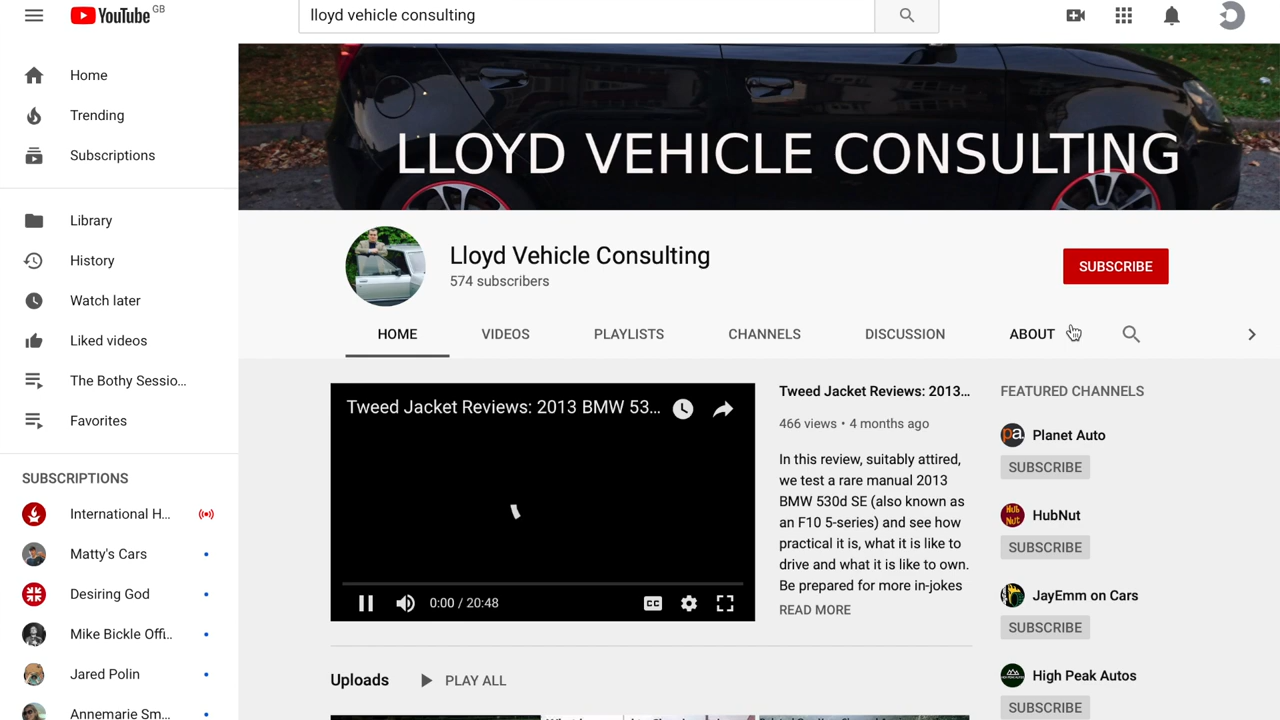 YouTube GB
lloyd vehicle consulting
Home
Trending
Subscriptions
Library
History
Watch later
Liked videos
The Bothy Sessio...
Favorites
SUBSCRIPTIONS
International H...
Matty's Cars
Desiring God
Mike Bickle Offi...
Jared Polin
Annemarie Sm...
LLOYD VEHICLE CONSULTING
Lloyd Vehicle Consulting
574 subscribers
SUBSCRIBE
HOME VIDEOS PLAYLISTS CHANNELS DISCUSSION ABOUT
Tweed Jacket Reviews: 2013 BMW 53...
0:00 / 20:48
CC
Tweed Jacket Reviews: 2013...
466 views • 4 months ago
In this review, suitably attired,
we test a rare manual 2013
BMW 530d SE (also known as
an F10 5-series) and see how
practical it is, what it is like to
drive and what it is like to own.
Be prepared for more in-jokes
READ MORE
FEATURED CHANNELS
pa Planet Auto
SUBSCRIBE
HUB NUT HubNut
SUBSCRIBE
JayEmm on Cars
SUBSCRIBE
High Peak Autos
SUBSCRIBE
Uploads PLAY ALL